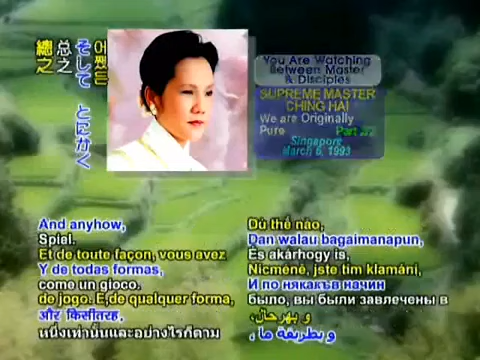 總之
总之
そして とにかく
어쨌든
You Are Watching
Between Master
& Disciples
SUPREME MASTER
CHING HAI
We are Originally
Pure
Singapore
March 6, 1993
And anyhow,
Spiel.
Et de toute façon, vous avez
Y de todas formas,
come un gioco.
de jogo. E,de qualquer forma,
और किसीतरह,
หนึ่งเท่านั้นและอย่างไรก็ตาม
Dù thế nào,
Dan walau bagaimanapun,
És akárhogy is,
Nicméně, jste tím klamáni,
И по някакъв начин
было, вы были завлечены в
و بهرحال،
و بطريقة ما ،